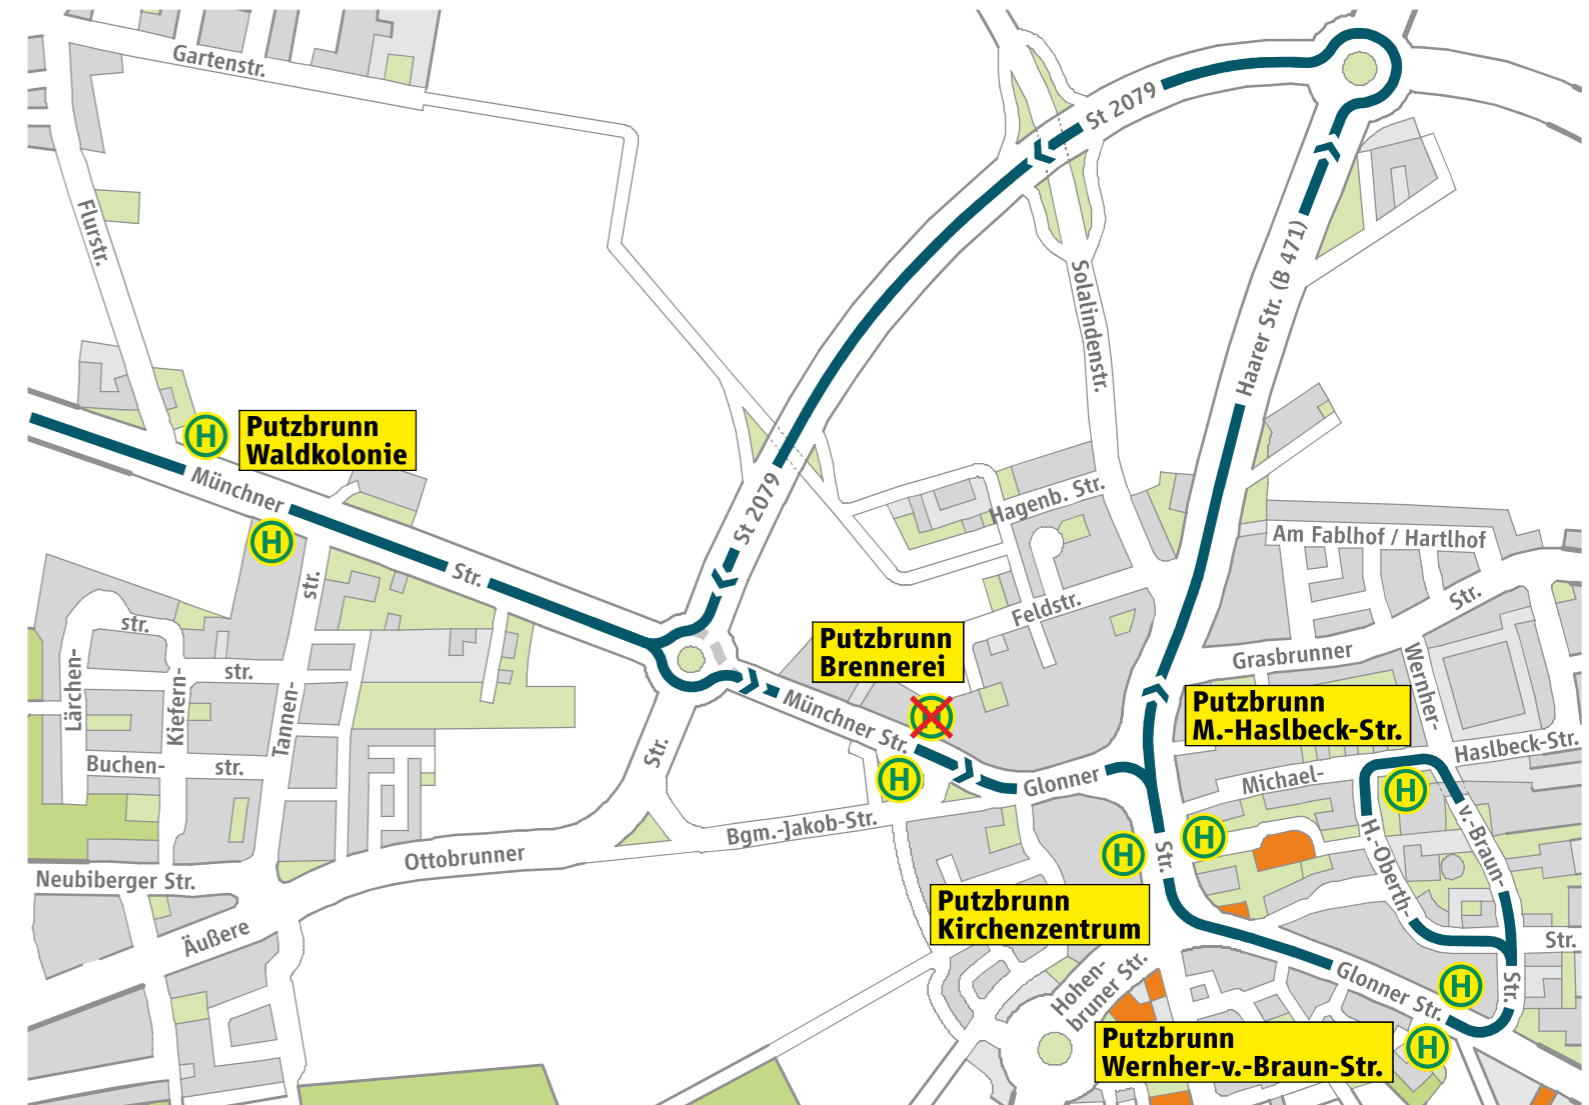 Gartenstr.
St 2079
Flurstr.
Haarer Str. (B 471)
Solalindenstr.
H
Putzbrunn
Waldkolonie
Münchner
H
Str.
St 2079
Hagenb. Str.
Am Fablhof / Hartlhof
str.
Feldstr.
Str.
str.
Lärchen-
Kiefern-
str.
Tannen-
Buchen-
str.
Putzbrunn
Brennerei
H
Grasbrunner
Wernher-
Putzbrunn
M.-Haslbeck-Str.
Münchner Str.
H
Glonner
Michael-
Haslbeck-Str.
H
Str.
Bgm.-Jakob-Str.
Ottobrunner
H
H
Str.
H.-Oberth-
v.-Braun-
Neubiberger Str.
Äußere
Putzbrunn
Kirchenzentrum
Str.
Hohen-
bruner Str.
Glonner Str.
H
Str.
Putzbrunn
Wernher-v.-Braun-Str.
H